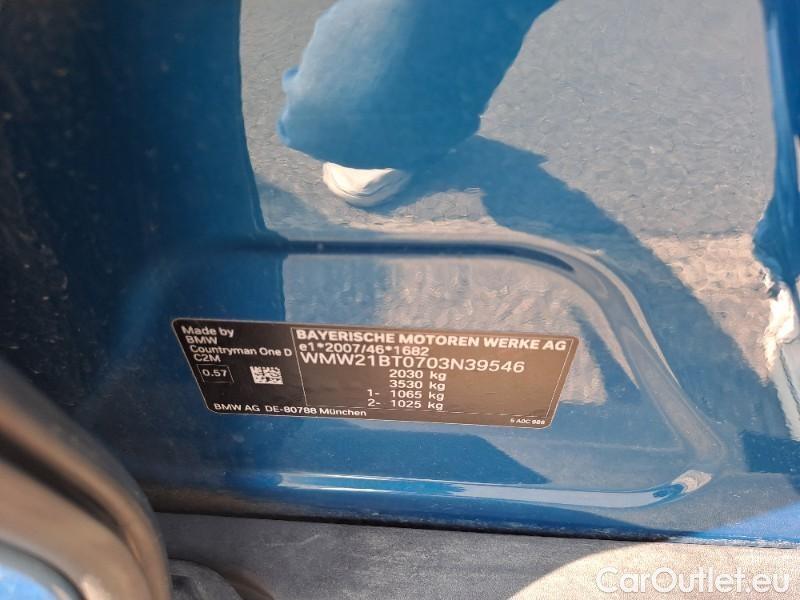 Made by
BMW
Countryman One D
C2M
0.57
BAYERISCHE MOTOREN WERKE AG
e1*2007/46*1682
WMW21BT0703N39546
2030 kg
3530 kg
1- 1065 kg
2- 1025 kg
BMW AG DE-80788 München
CarOutlet.eu